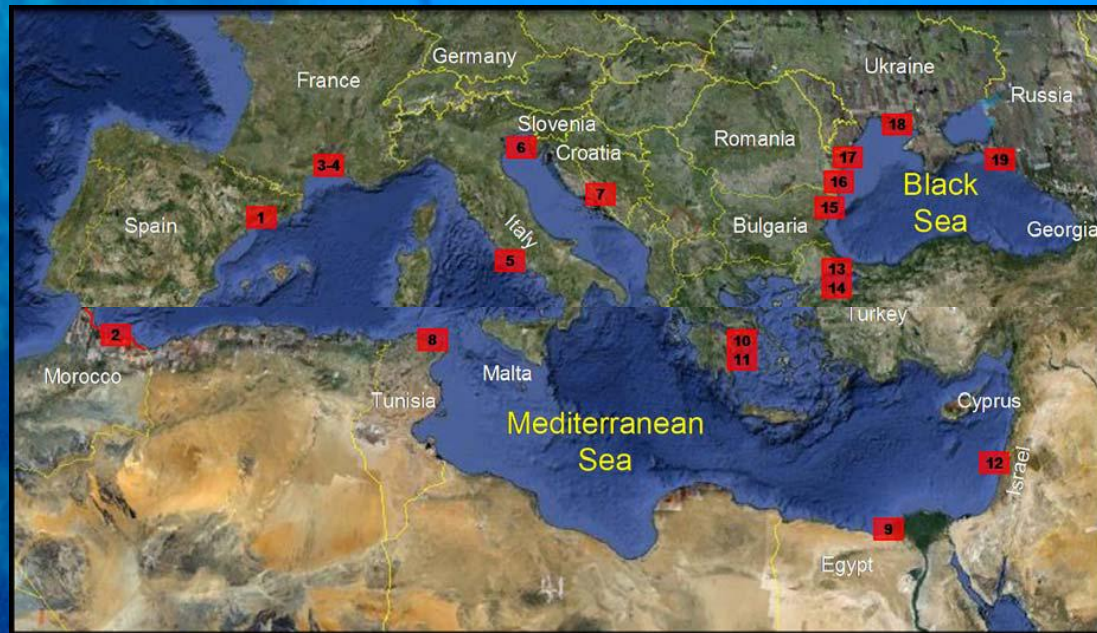 Germany
Ukraine
France
Russia
Slovenia
18
6
Croatia
Romania
3-4
17
19
16
7
Black
Sea
15
1
Spain
Bulgaria
Georgia
Italy
5
13
14
Turkey
2
8
10
11
Morocco
Malta
Tunisia
Cyprus
Mediterranean
Sea
12
Israel
9
Egypt